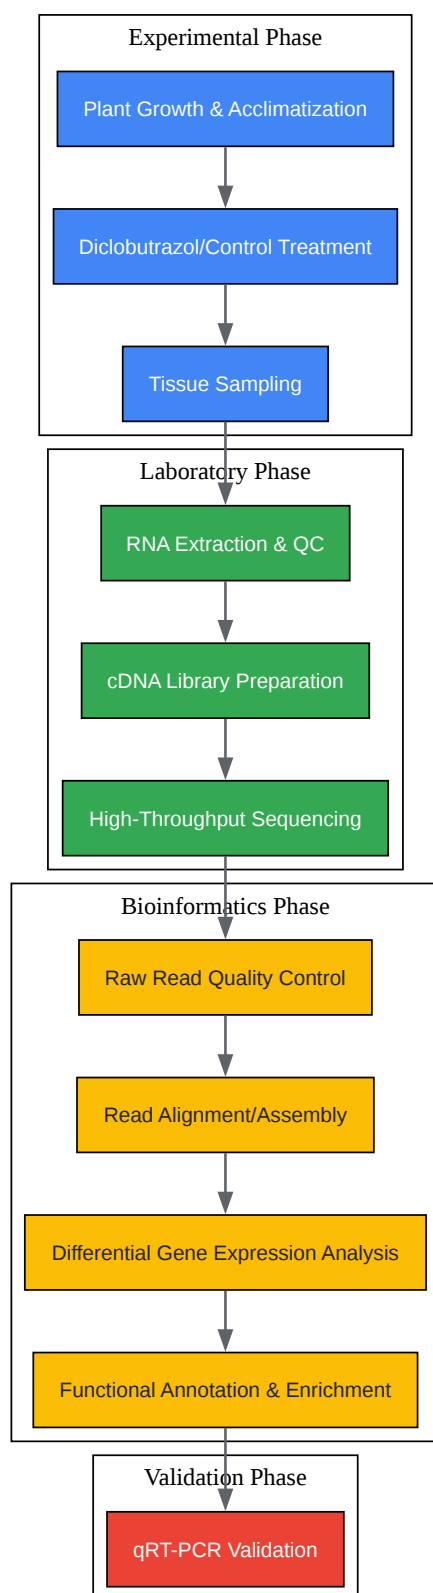 Experimental Phase
Plant Growth & Acclimatization
Diclobutrazol/Control Treatment
Tissue Sampling
Laboratory Phase
RNA Extraction & QC
cDNA Library Preparation
High-Throughput Sequencing
Bioinformatics Phase
Raw Read Quality Control
Read Alignment/Assembly
Differential Gene Expression Analysis
Functional Annotation & Enrichment
Validation Phase
qRT-PCR Validation